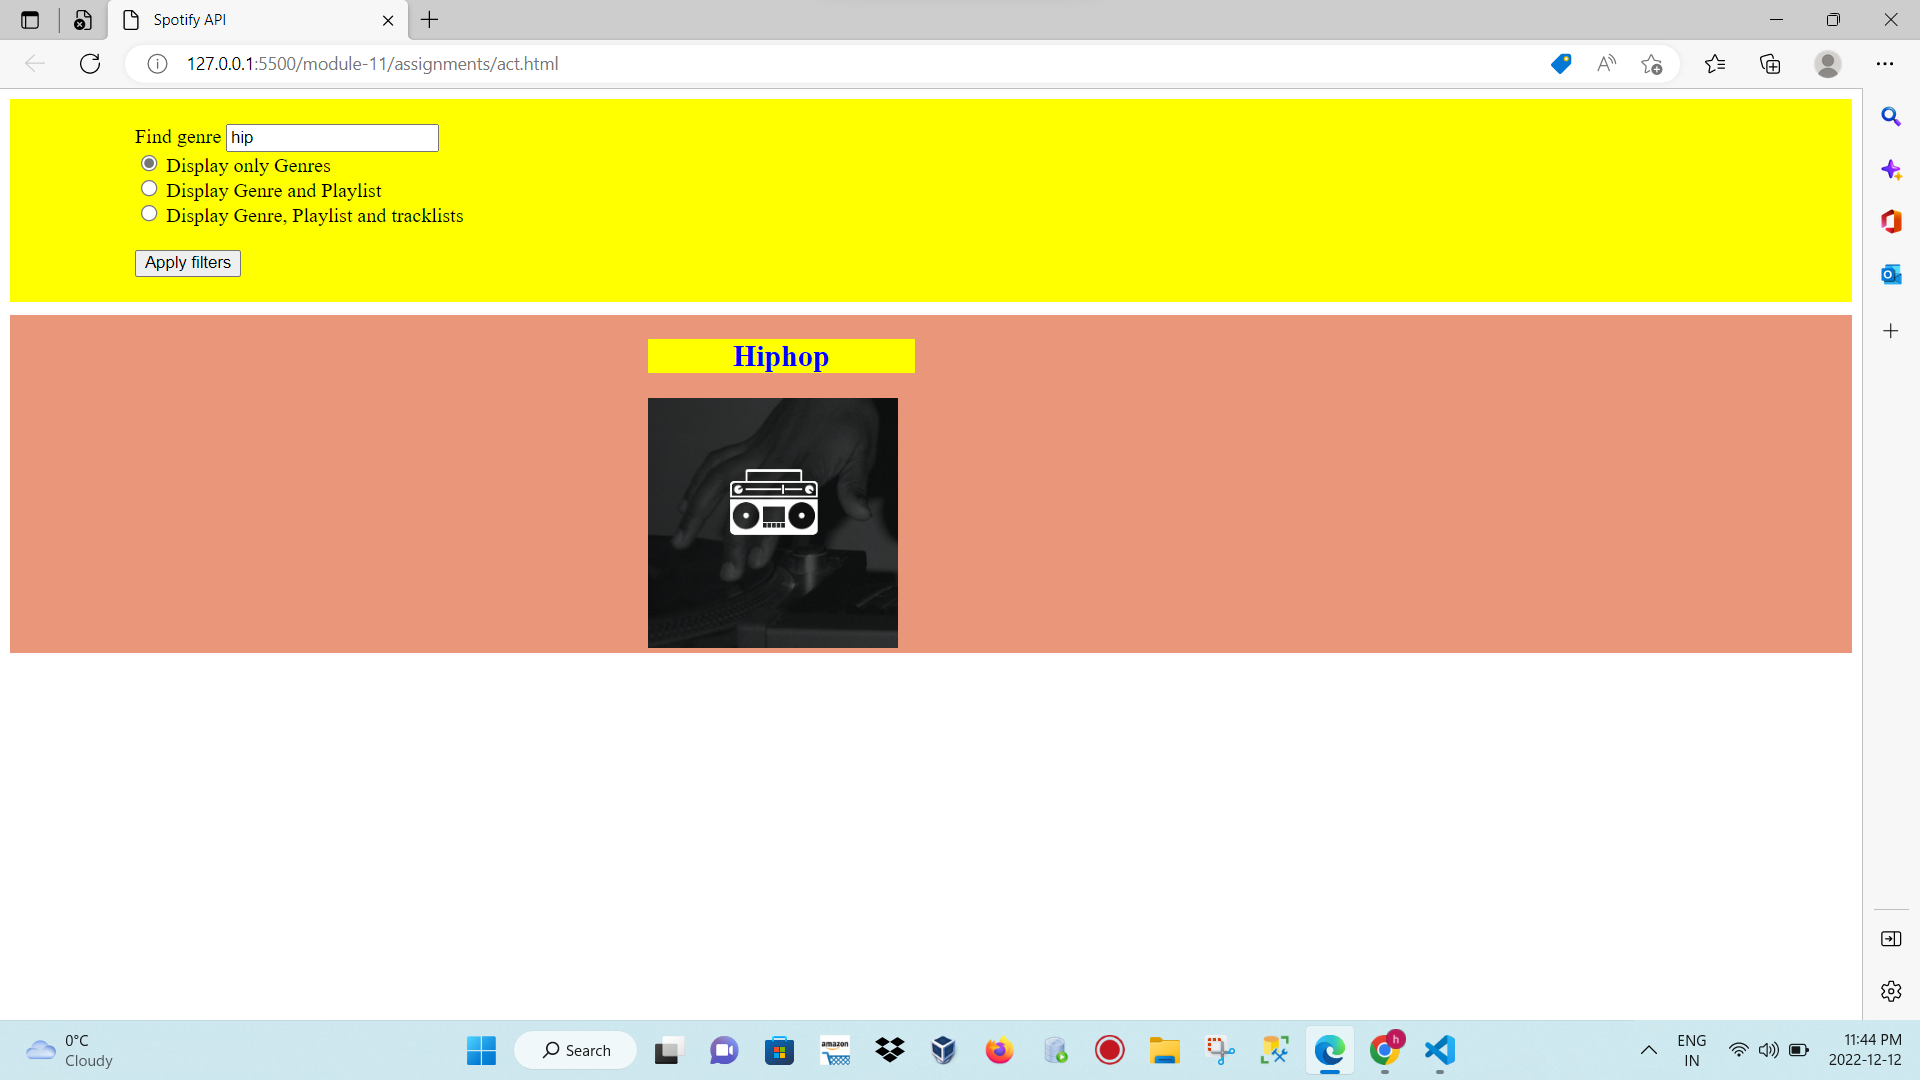 Spotify API
127.0.0.1:5500/module-11/assignments/act.html
Find genre hip
Display only Genres
Display Genre and Playlist
Display Genre, Playlist and tracklists
Apply filters
Hiphop
0°C
Cloudy
Search
amazon
h
ENG
IN
11:44 PM
2022-12-12